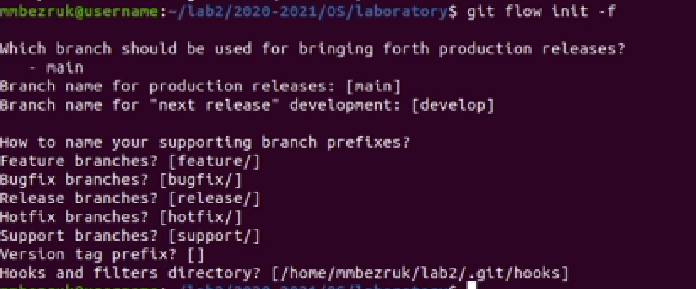 mmbezruk@username:~/lab2/2020-2021/OS/laboratory$ git flow init -f
Which branch should be used for bringing forth production releases?
- main
Branch name for production releases: [main]
Branch name for "next release" development: [develop]
How to name your supporting branch prefixes?
Feature branches? [feature/]
Bugfix branches? [bugfix/]
Release branches? [release/]
Hotfix branches? [hotfix/]
Support branches? [support/]
Version tag prefix? []
Hooks and filters directory? [/home/mmbezruk/lab2/.git/hooks]
mmbezruk@username:~/lab2/2020-2021/OS/laboratory$